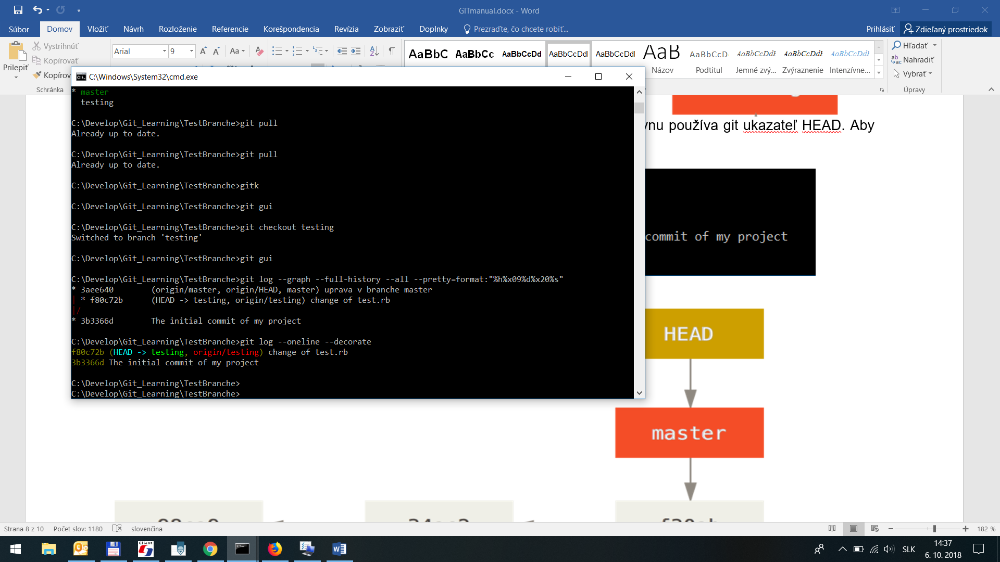 GITmanual.docx - Word
Súbor Domov Vložiť Návrh Rozloženie Referencie Korešpondencia Revízia Zobraziť Doplnky Prezraďte, čo chcete robiť... Prihlásiť Zdieľaný prostriedok
Vystrihnúť
Kopírovať
Prilepiť
Kopírov
Schránka
Arial 9
Aa
AaBbC AaBbCc AaBbCcDd AaBbCcDdI AaBbCcDdI AaB AaBbCcD AaBbCcDdE AaBbCcDdE AaBbCcDdE
Názov Podtitul Jemné zvý... Zvýraznenie Intenzívne...
Hľadať
Nahradiť
Vybrať
Úpravy
C:\Windows\System32\cmd.exe
* master
testing
C:\Develop\Git_Learning\TestBranche>git pull
Already up to date.
C:\Develop\Git_Learning\TestBranche>git pull
Already up to date.
C:\Develop\Git_Learning\TestBranche>gitk
C:\Develop\Git_Learning\TestBranche>git gui
C:\Develop\Git_Learning\TestBranche>git checkout testing
Switched to branch 'testing'
C:\Develop\Git_Learning\TestBranche>git gui
C:\Develop\Git_Learning\TestBranche>git log --graph --full-history --all --pretty=format:"%h%x09%d%x20%s"
* 3aee640 (origin/master, origin/HEAD, master) uprava v branche master
| * f80c72b (HEAD -> testing, origin/testing) change of test.rb
|/
* 3b3366d The initial commit of my project
C:\Develop\Git_Learning\TestBranche>git log --oneline --decorate
f80c72b (HEAD -> testing, origin/testing) change of test.rb
3b3366d The initial commit of my project
C:\Develop\Git_Learning\TestBranche>
C:\Develop\Git_Learning\TestBranche>
vnu používa git ukazateľ HEAD. Aby
commit of my project
HEAD
master
Strana 8 z 10 Počet slov: 1180 slovenčina 182 %
Client
SLK
14:37
6. 10. 2018